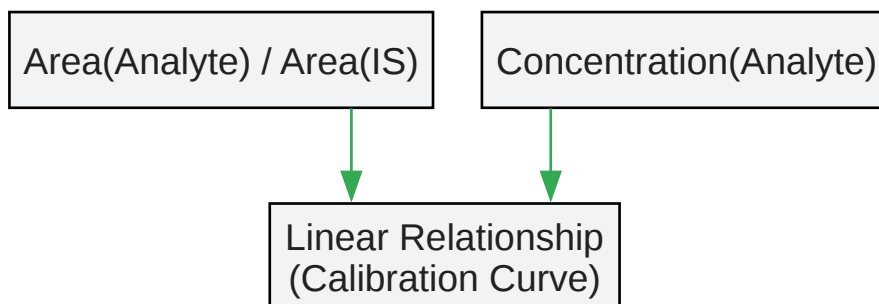 Area(Analyte) / Area(IS)
Concentration(Analyte)
Linear Relationship
(Calibration Curve)